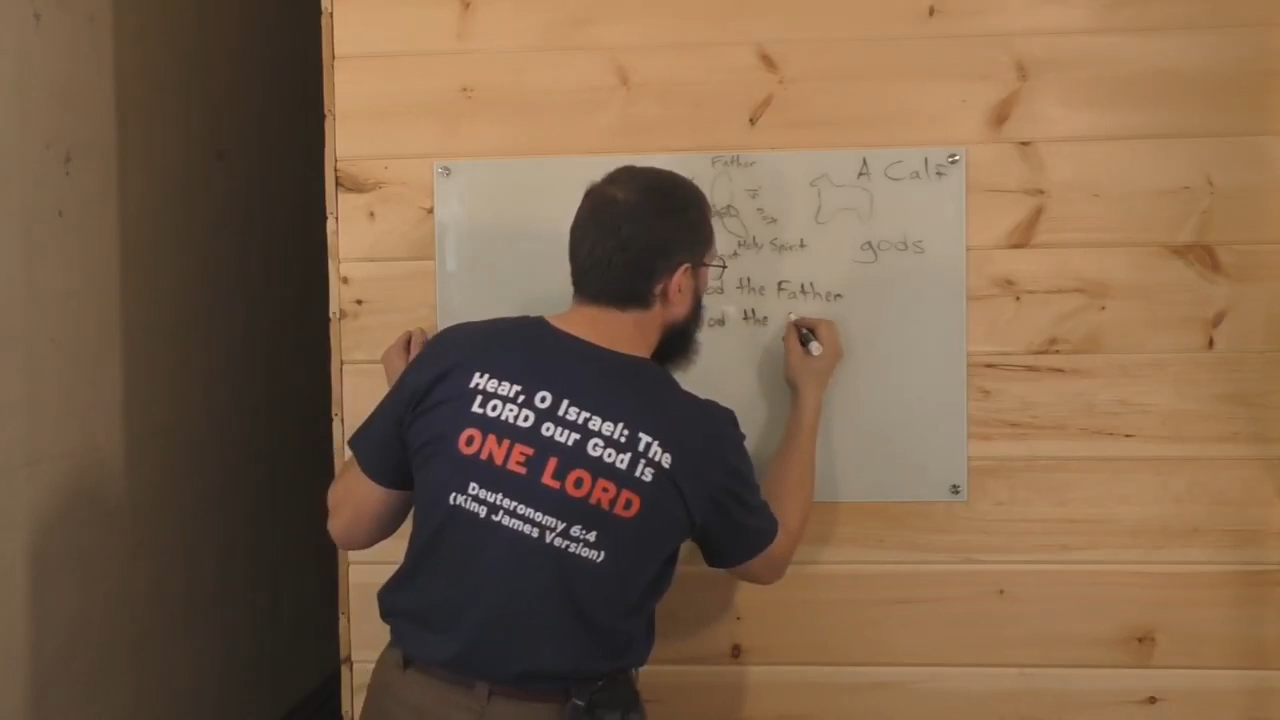 Father
A Calf
is
not
Holy Spirit
gods
od the Father
od the
Hear, O Israel: The
LORD our God is
ONE LORD
Deuteronomy 6:4
(King James Version)